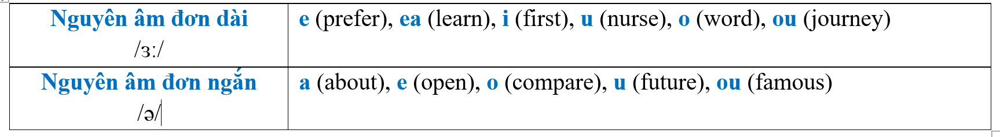 Nguyên âm đơn dài
/ɜː/
e (prefer), ea (learn), i (first), u (nurse), o (word), ou (journey)
Nguyên âm đơn ngắn
/ə/
a (about), e (open), o (compare), u (future), ou (famous)